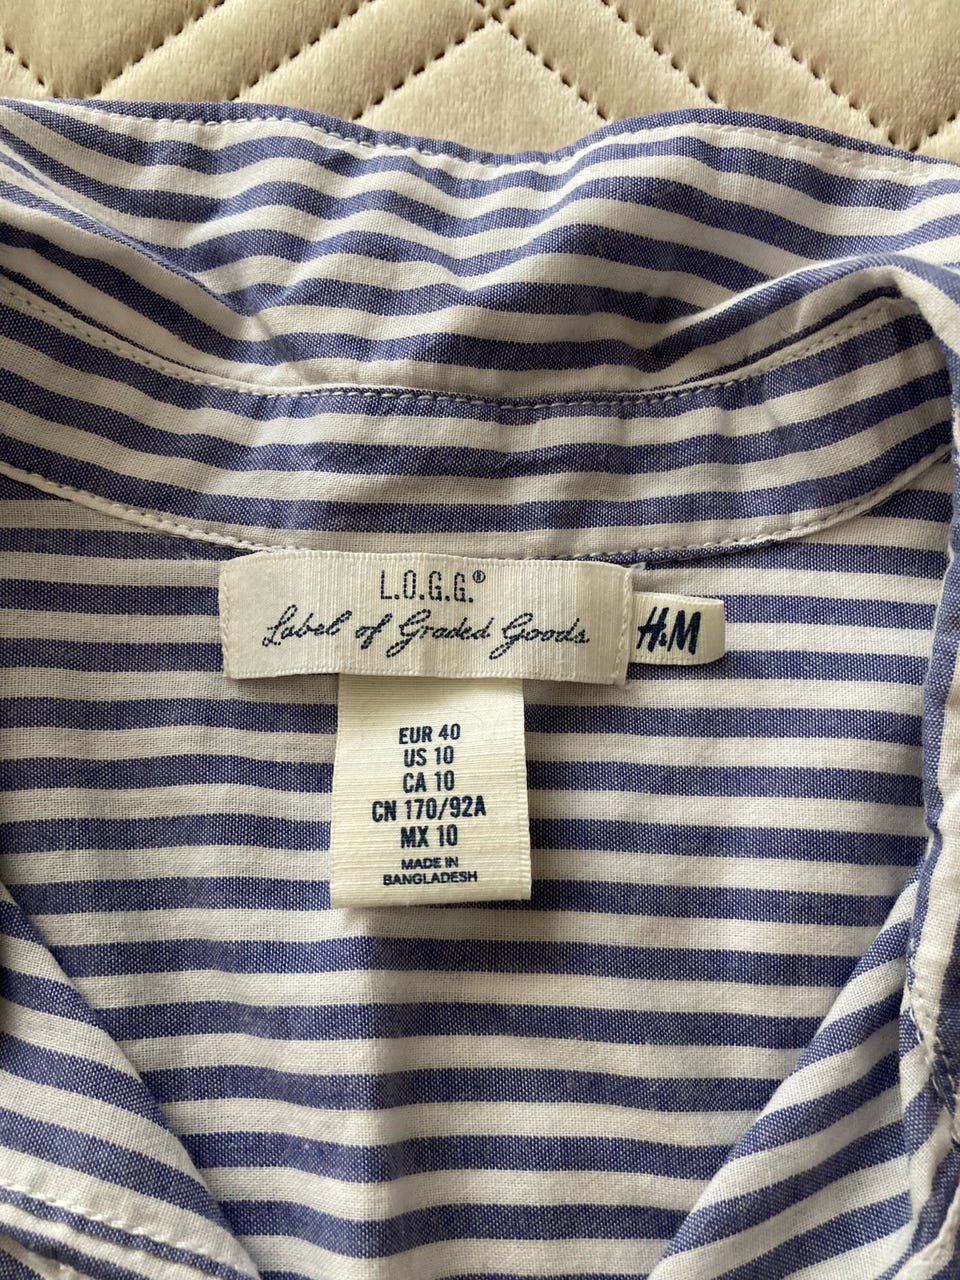 L.O.G.G.®
Label of Graded Goods
H&M
EUR 40
US 10
CA 10
CN 170/92A
MX 10
MADE IN
BANGLADESH